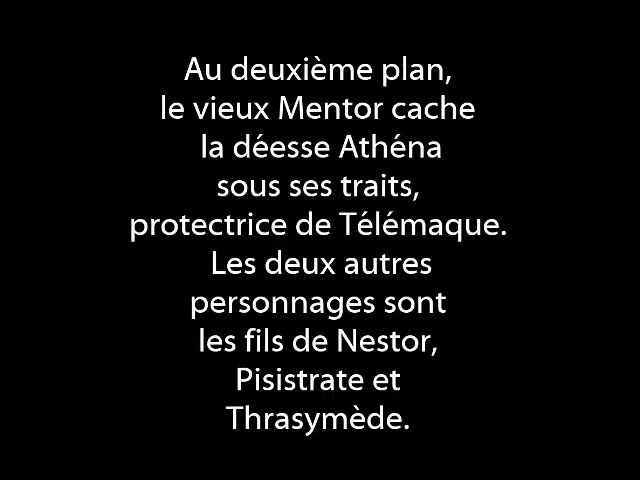 Au deuxième plan,
le vieux Mentor cache
la déesse Athéna
sous ses traits,
protectrice de Télémaque.
Les deux autres
personnages sont
les fils de Nestor,
Pisistrate et
Thrasymède.